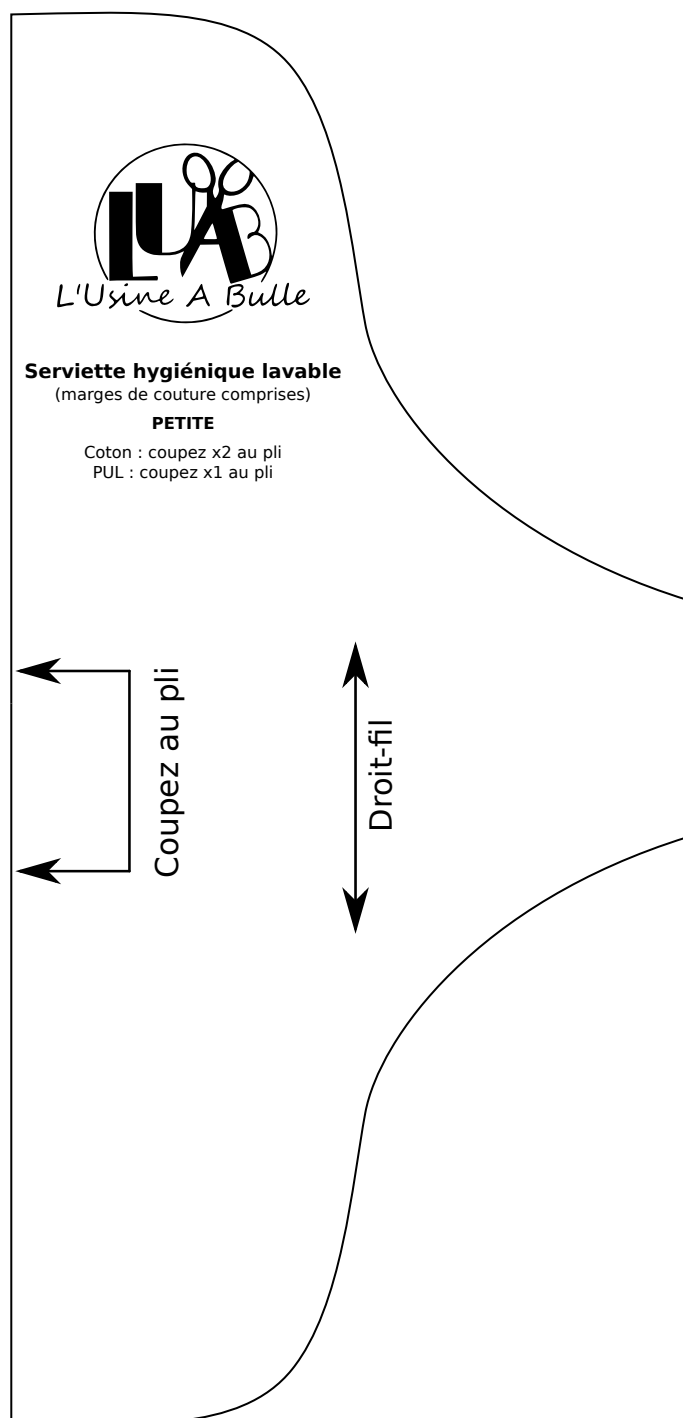 LUAB
L'Usine A Bulle
Serviette hygiénique lavable
(marges de couture comprises)
PETITE
Coton : coupez x2 au pli
PUL : coupez x1 au pli
Coupez au pli
Droit-fil